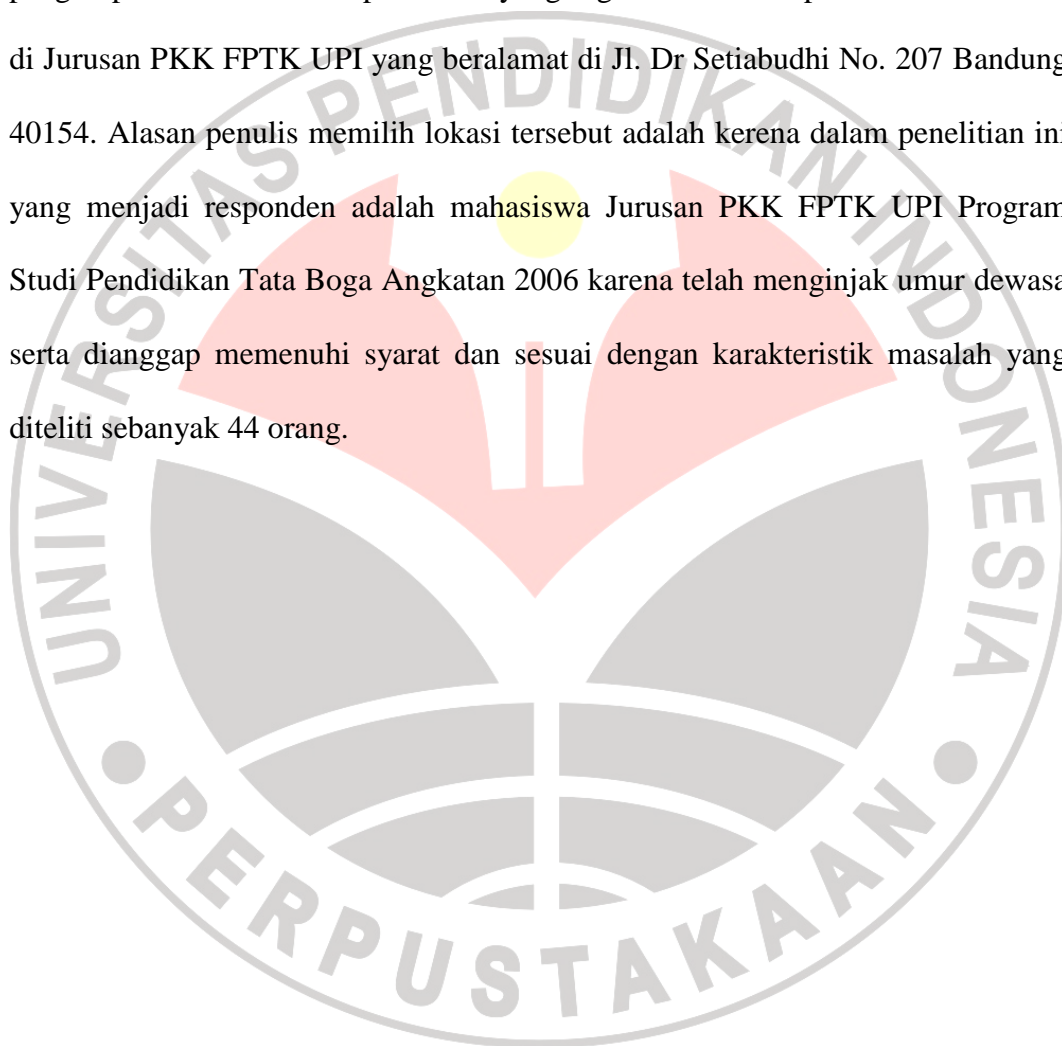 di Jurusan PKK FPTK UPI yang beralamat di Jl. Dr Setiabudhi No. 207 Bandung
40154. Alasan penulis memilih lokasi tersebut adalah kerena dalam penelitian ini
yang menjadi responden adalah mahasiswa Jurusan PKK FPTK UPI Program
Studi Pendidikan Tata Boga Angkatan 2006 karena telah menginjak umur dewasa
serta dianggap memenuhi syarat dan sesuai dengan karakteristik masalah yang
diteliti sebanyak 44 orang.
UNIVERSITAS PENDIDIKAN INDONESIA
PERPUSTAKAAN